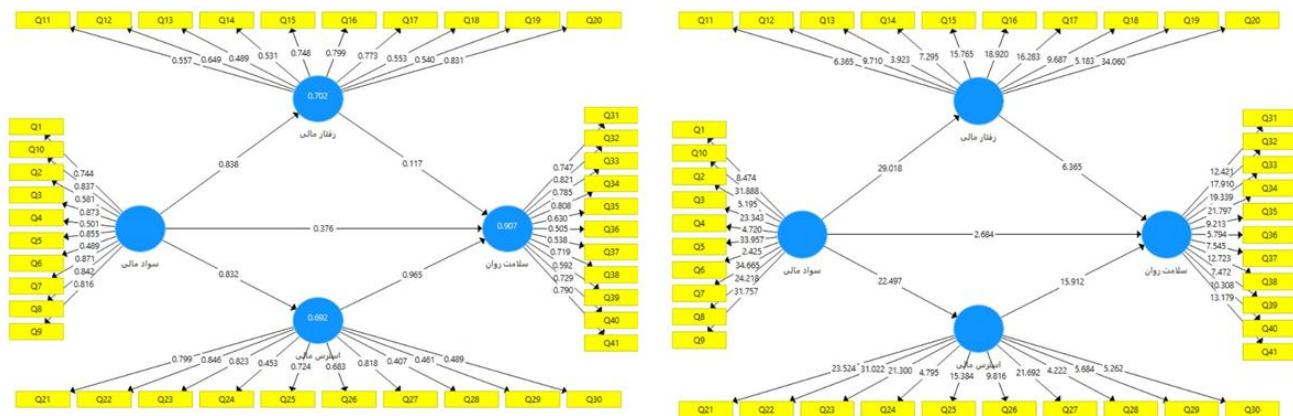 Q11 Q12 Q13 Q14 Q15 Q16 Q17 Q18 Q19 Q20
0.557 0.649 0.489 0.531 0.748 0.799 0.773 0.553 0.540 0.831
0.702
رفتار مالی
Q1
Q10
Q2
Q3
Q4
Q5
Q6
Q7
Q8
Q9
0.744
0.837
0.581
0.873
0.501
0.855
0.489
0.871
0.842
0.816
سواد مالی
0.838
0.117
0.376
0.832
0.965
0.907
سلامت روان
0.747
0.821
0.785
0.808
0.630
0.505
0.538
0.719
0.592
0.729
0.790
Q31
Q32
Q33
Q34
Q35
Q36
Q37
Q38
Q39
Q40
Q41
0.692
استرس مالی
0.799 0.846 0.823 0.453 0.724 0.683 0.818 0.407 0.461 0.489
Q21 Q22 Q23 Q24 Q25 Q26 Q27 Q28 Q29 Q30
Q11 Q12 Q13 Q14 Q15 Q16 Q17 Q18 Q19 Q20
6.365 9.710 3.923 7.295 15.765 18.920 16.283 9.687 5.183 34.060
رفتار مالی
Q1
Q10
Q2
Q3
Q4
Q5
Q6
Q7
Q8
Q9
8.474
31.888
5.195
23.343
4.720
33.957
2.425
34.665
24.218
31.757
سواد مالی
29.018
6.365
2.684
22.497
15.912
سلامت روان
12.421
17.910
19.339
21.797
9.213
5.794
7.545
12.723
7.472
10.308
13.179
Q31
Q32
Q33
Q34
Q35
Q36
Q37
Q38
Q39
Q40
Q41
استرس مالی
23.524 31.022 21.300 4.795 15.384 9.816 21.692 4.222 5.684 5.262
Q21 Q22 Q23 Q24 Q25 Q26 Q27 Q28 Q29 Q30